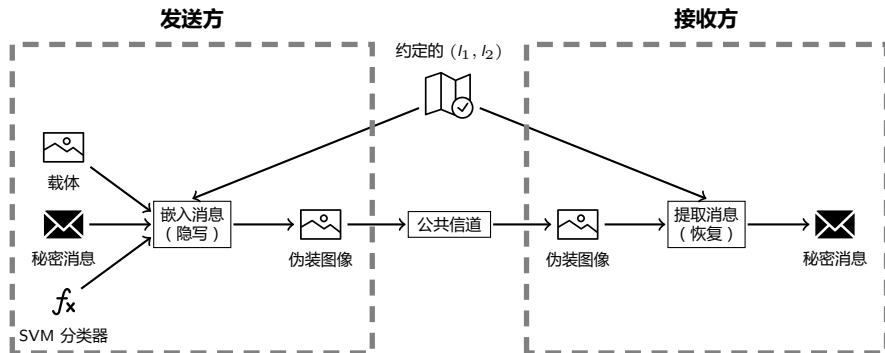 发送方
接收方
约定的 (l₁, l₂)
载体
嵌入消息
（隐写）
提取消息
（恢复）
公共信道
秘密消息
伪装图像
伪装图像
秘密消息
fx
SVM 分类器